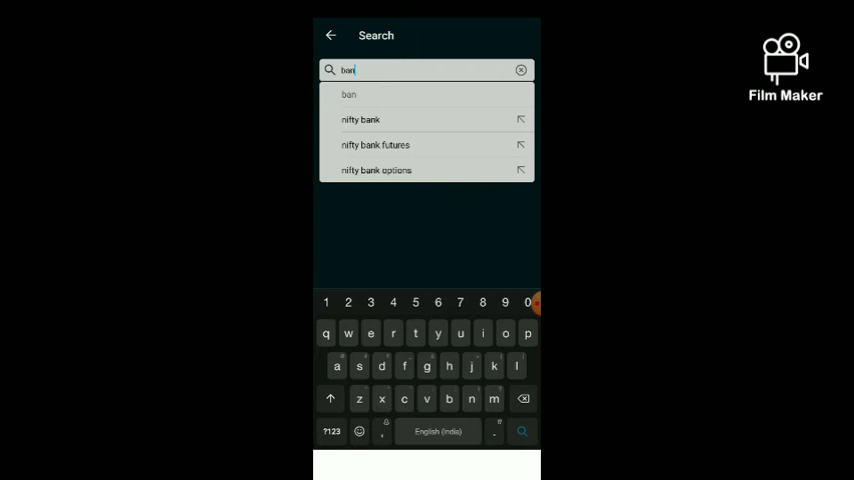 Search
ban
ban
nifty bank
nifty bank futures
nifty bank options
Film Maker
1 2 3 4 5 6 7 8 9 0
q w e r t y u i o p
a s d f g h j k l
z x c v b n m
?123 , English (India) .